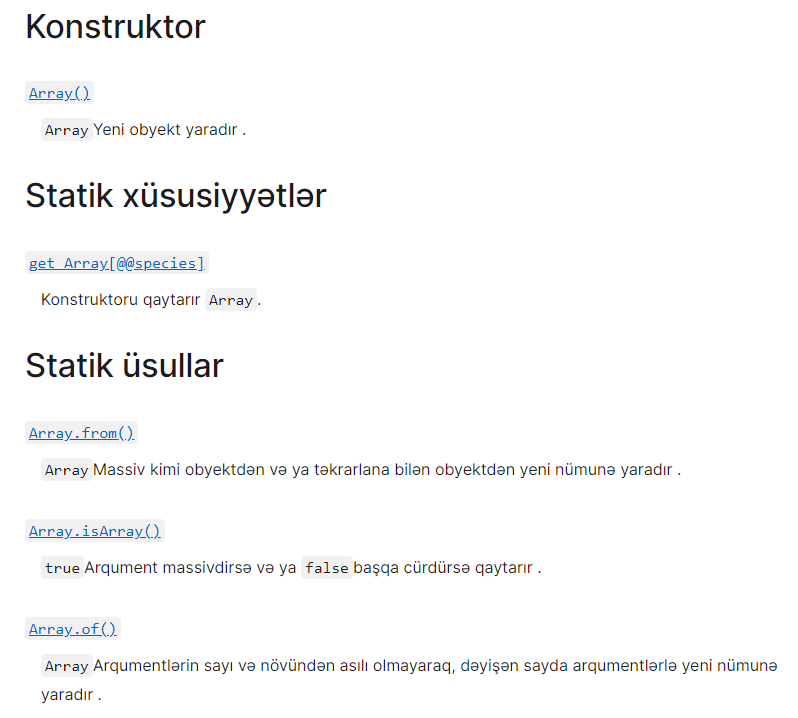 Konstruktor
Array()
Array Yeni obyekt yaradır .
Statik xüsusiyyətlər
get Array[@@species]
Konstruktoru qaytarır Array .
Statik üsullar
Array.from()
Array Massiv kimi obyektdən və ya təkrarlana bilən obyektdən yeni nümunə yaradır .
Array.isArray()
true Arqument massivdirsə və ya false başqa cürdürsə qaytarır .
Array.of()
Array Arqumentlərin sayı və növündən asılı olmayaraq, dəyişən sayda arqumentlərlə yeni nümunə
yaradır .